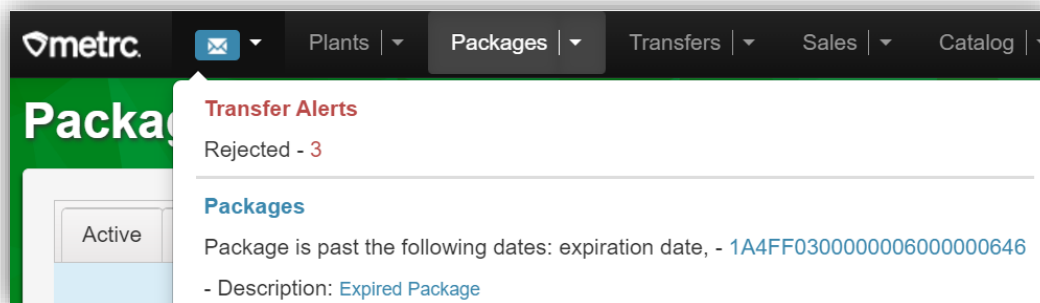 metrc. Plants Packages Transfers Sales Catalog
Packag
Transfer Alerts
Rejected - 3
Packages
Active
Package is past the following dates: expiration date, - 1A4FF0300000006000000646
- Description: Expired Package